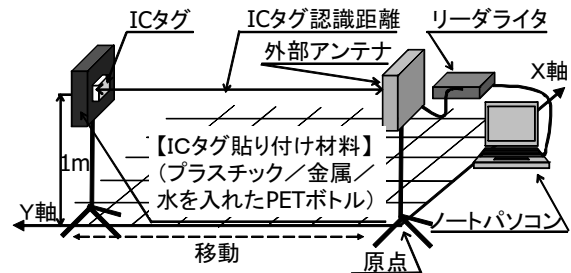 ICタグ
ICタグ認識距離
リーダライタ
外部アンテナ
X軸
【ICタグ貼り付け材料】
(プラスチック/金属/
水を入れたPETボトル)
1m
Y軸
ノートパソコン
移動
原点